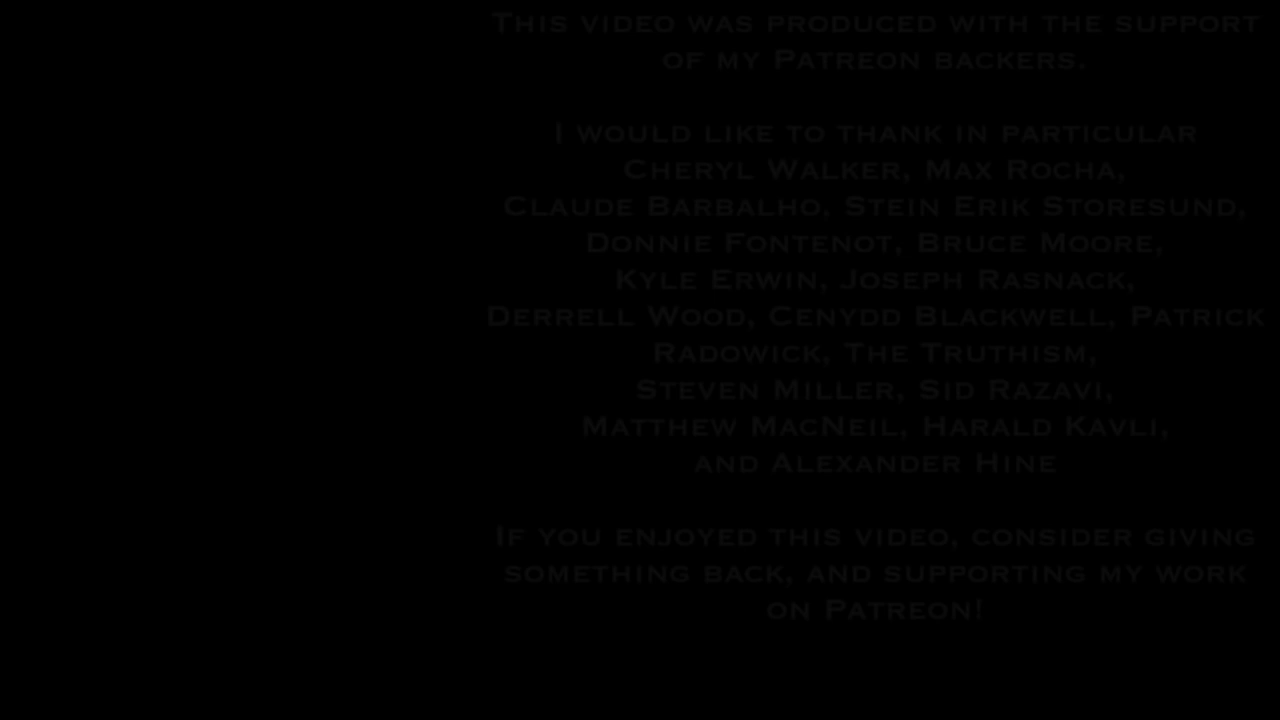 This video was produced with the support
of my Patreon backers.
I would like to thank in particular
Cheryl Walker, Max Rocha,
Claude Barbalho, Stein Erik Storesund,
Donnie Fontenot, Bruce Moore,
Kyle Erwin, Joseph Rasnack,
Derrell Wood, Cenydd Blackwell, Patrick
Radowick, The Truthism,
Steven Miller, Sid Razavi,
Matthew MacNeil, Harald Kavli,
and Alexander Hine
If you enjoyed this video, consider giving
something back, and supporting my work
on Patreon!